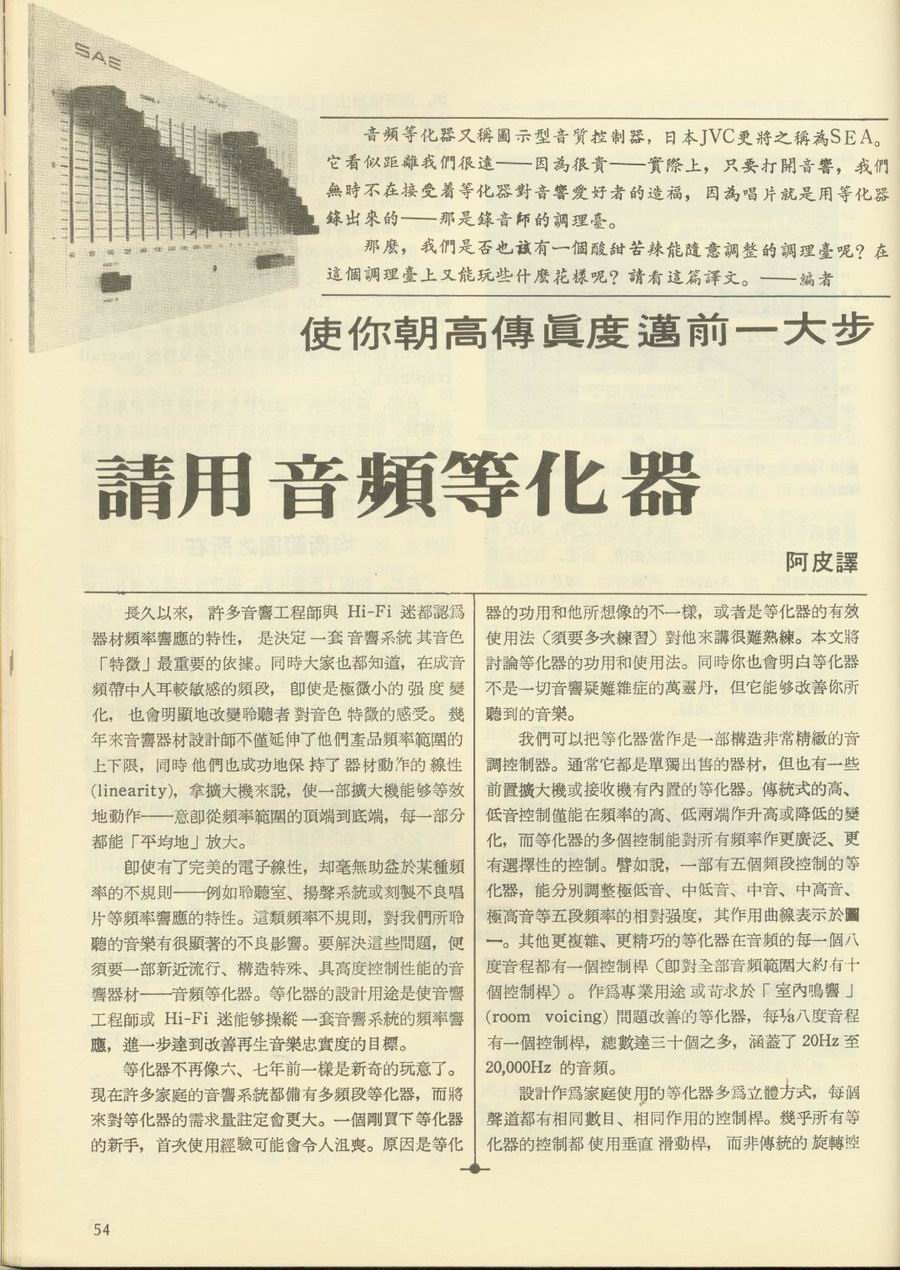 SAE
音頻等化器又稱圖示型音質控制器，日本JVC更將之稱為SEA。
它看似距離我們很遠——因為很貴——實際上，只要打開音響，我們
無時不在接受着等化器對音響愛好者的造福，因為唱片就是用等化器
錄出來的——那是錄音師的調理臺。
那麼，我們是否也該有一個酸甜苦辣能隨意調整的調理臺呢？在
這個調理臺上又能玩些什麼花樣呢？請看這篇譯文。——編者
使你朝高傳眞度邁前一大步
請用音頻等化器
阿皮譯
長久以來，許多音響工程師與 Hi-Fi 迷都認爲
器材頻率響應的特性，是決定一套音響系統其音色
「特徵」最重要的依據。同時大家也都知道，在成音
頻帶中人耳較敏感的頻段，卽使是極微小的强度變
化，也會明顯地改變聆聽者對音色特徵的感受。幾
年來音響器材設計師不僅延伸了他們產品頻率範圍的
上下限，同時他們也成功地保持了器材動作的線性
(linearity)，拿擴大機來說，使一部擴大機能够等效
地動作——意卽從頻率範圍的頂端到底端，每一部分
都能「平均地」放大。
卽使有了完美的電子線性，却毫無助益於某種頻
率的不規則——例如聆聽室、揚聲系統或刻製不良唱
片等頻率響應的特性。這類頻率不規則，對我們所聆
聽的音樂有很顯著的不良影響。要解決這些問題，便
須要一部新近流行、構造特殊、具高度控制性能的音
響器材——音頻等化器。等化器的設計用途是使音響
工程師或 Hi-Fi 迷能够操縱一套音響系統的頻率響
應，進一步達到改善再生音樂忠實度的目標。
等化器不再像六、七年前一樣是新奇的玩意了。
現在許多家庭的音響系統都備有多頻段等化器，而將
來對等化器的需求量註定會更大。一個剛買下等化器
的新手，首次使用經驗可能會令人沮喪。原因是等化
器的功用和他所想像的不一樣，或者是等化器的有效
使用法（須要多次練習）對他來講很難熟練。本文將
討論等化器的功用和使用法。同時你也會明白等化器
不是一切音響疑難雜症的萬靈丹，但它能够改善你所
聽到的音樂。
我們可以把等化器當作是一部構造非常精緻的音
調控制器。通常它都是單獨出售的器材，但也有一些
前置擴大機或接收機有內置的等化器。傳統式的高、
低音控制僅能在頻率的高、低兩端作升高或降低的變
化，而等化器的多個控制能對所有頻率作更廣泛、更
有選擇性的控制。譬如說，一部有五個頻段控制的等
化器，能分別調整極低音、中低音、中音、中高音、
極高音等五段頻率的相對强度，其作用曲線表示於圖
一。其他更複雜、更精巧的等化器在音頻的每一個八
度音程都有一個控制桿（卽對全部音頻範圍大約有十
個控制桿）。作爲專業用途或苛求於「室內鳴響」
(room voicing) 問題改善的等化器，每⅓八度音程
有一個控制桿，總數達三十個之多，涵蓋了 20Hz 至
20,000Hz 的音頻。
設計作爲家庭使用的等化器多爲立體方式，每個
聲道都有相同數目、相同作用的控制桿。幾乎所有等
化器的控制都使用垂直滑動桿，而非傳統的旋轉控
54